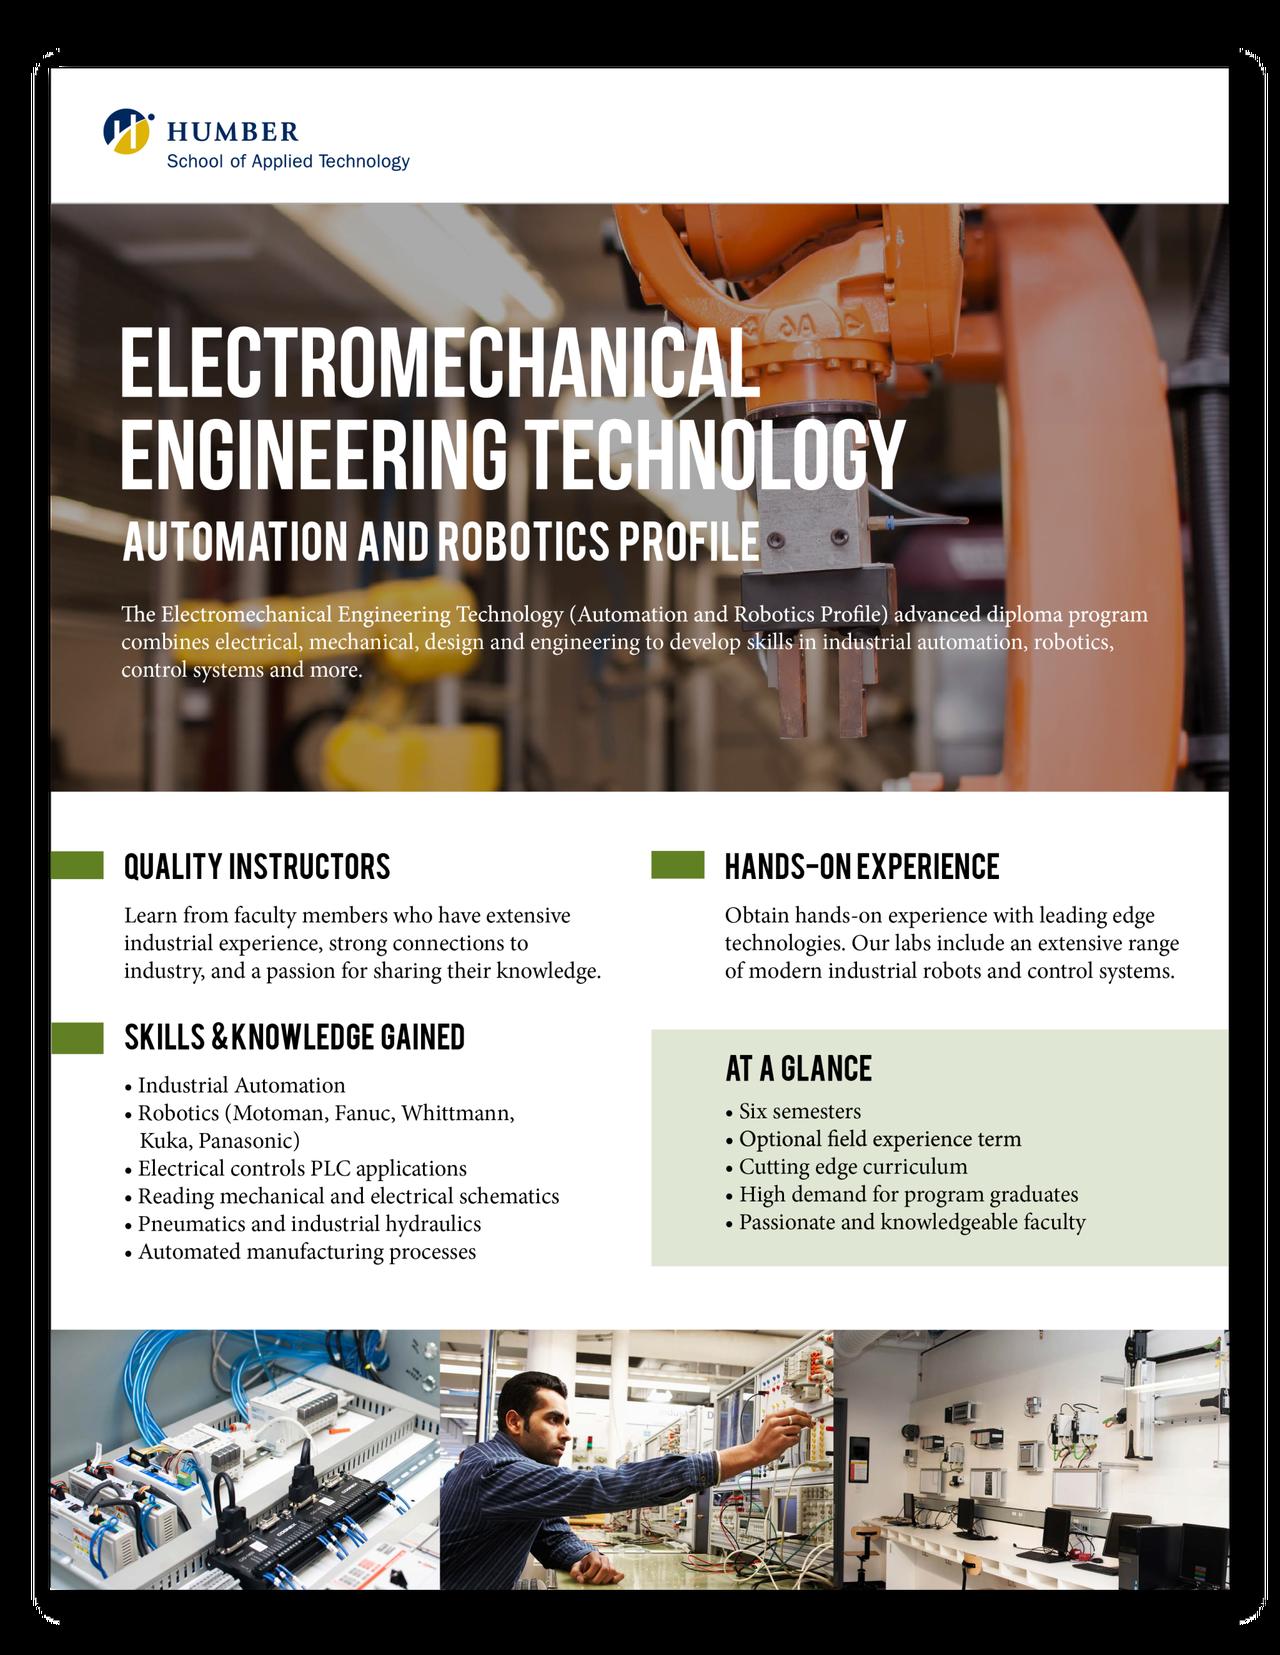 HUMBER
School of Applied Technology
ELECTROMECHANICAL
ENGINEERING TECHNOLOGY
AUTOMATION AND ROBOTICS PROFILE
The Electromechanical Engineering Technology (Automation and Robotics Profile) advanced diploma program
combines electrical, mechanical, design and engineering to develop skills in industrial automation, robotics,
control systems and more.
QUALITY INSTRUCTORS
Learn from faculty members who have extensive
industrial experience, strong connections to
industry, and a passion for sharing their knowledge.
HANDS-ON EXPERIENCE
Obtain hands-on experience with leading edge
technologies. Our labs include an extensive range
of modern industrial robots and control systems.
SKILLS & KNOWLEDGE GAINED
• Industrial Automation
• Robotics (Motoman, Fanuc, Whittmann,
Kuka, Panasonic)
• Electrical controls PLC applications
• Reading mechanical and electrical schematics
• Pneumatics and industrial hydraulics
• Automated manufacturing processes
AT A GLANCE
• Six semesters
• Optional field experience term
• Cutting edge curriculum
• High demand for program graduates
• Passionate and knowledgeable faculty